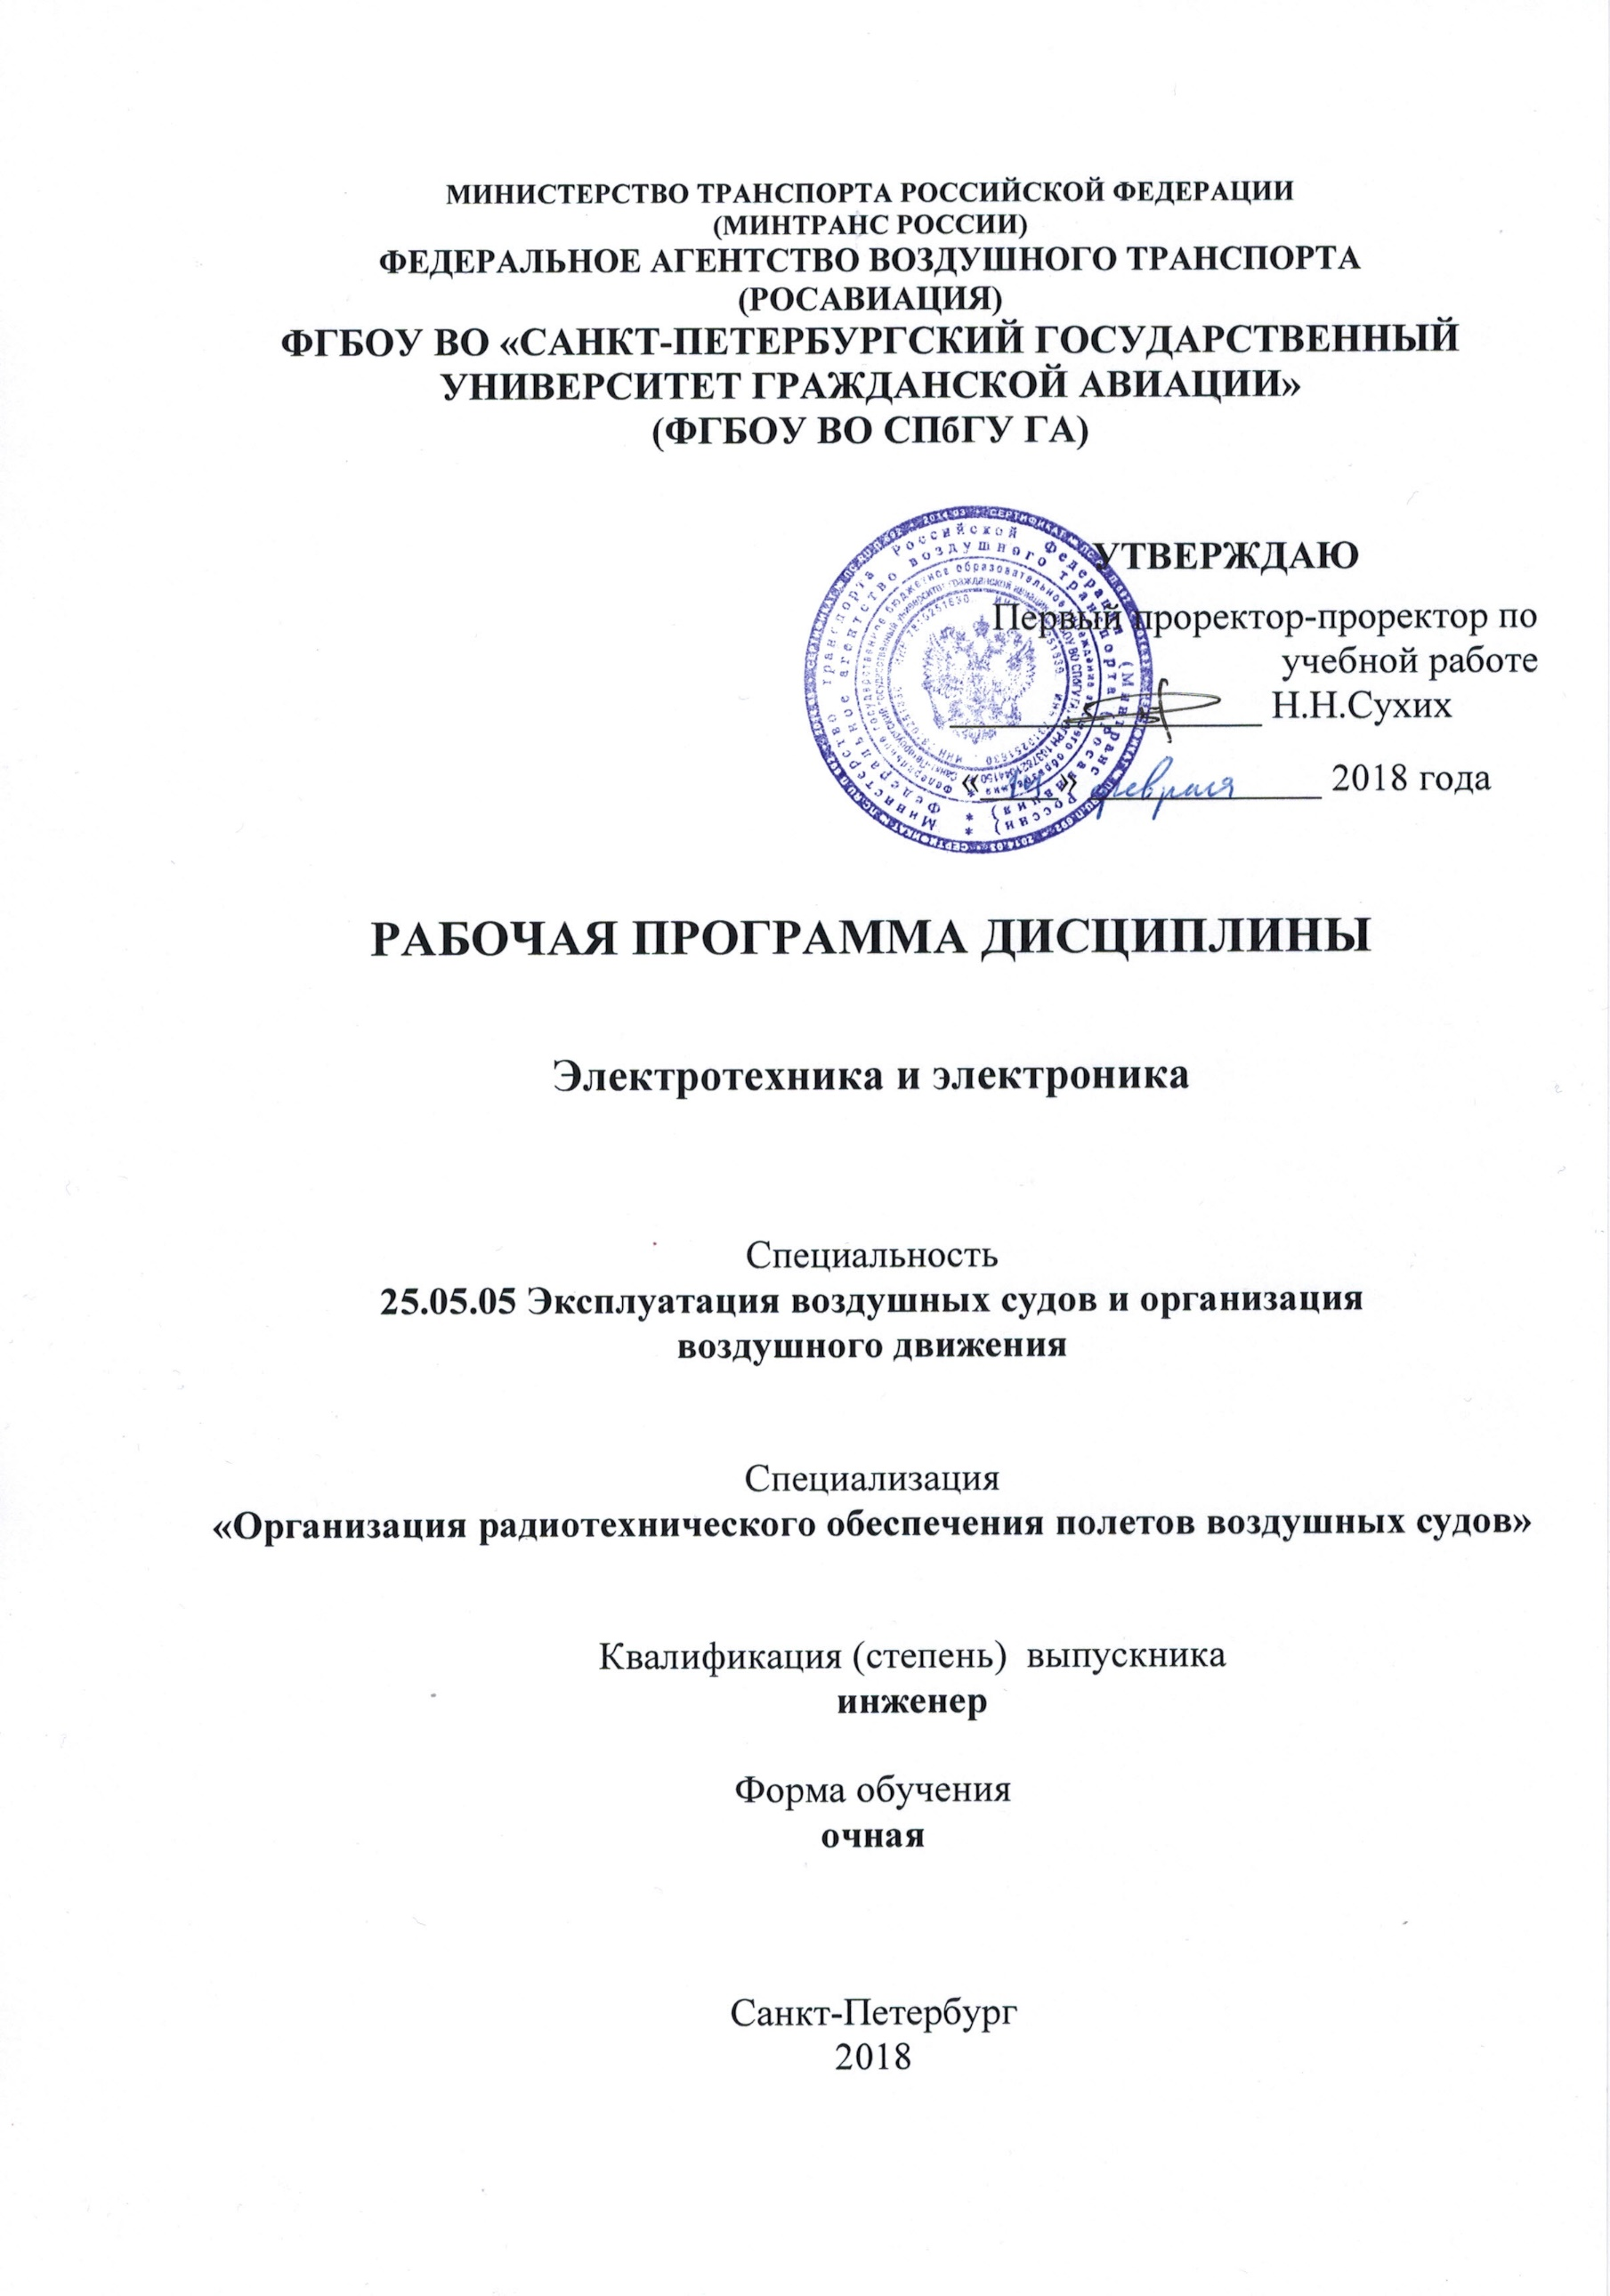 МИНИСТЕРСТВО ТРАНСПОРТА РОССИЙСКОЙ ФЕДЕРАЦИИ
(МИНТРАНС РОССИИ)
ФЕДЕРАЛЬНОЕ АГЕНТСТВО ВОЗДУШНОГО ТРАНСПОРТА
(РОСАВИАЦИЯ)
ФГБОУ ВО «САНКТ-ПЕТЕРБУРГСКИЙ ГОСУДАРСТВЕННЫЙ
УНИВЕРСИТЕТ ГРАЖДАНСКОЙ АВИАЦИИ»
(ФГБОУ ВО СПбГУ ГА)
УТВЕРЖДАЮ
Первый проректор-проректор по
учебной работе
Н.Н.Сухих
« » февраля 2018 года
РАБОЧАЯ ПРОГРАММА ДИСЦИПЛИНЫ
Электротехника и электроника
Специальность
25.05.05 Эксплуатация воздушных судов и организация
воздушного движения
Специализация
«Организация радиотехнического обеспечения полетов воздушных судов»
Квалификация (степень) выпускника
инженер
Форма обучения
очная
Санкт-Петербург
2018